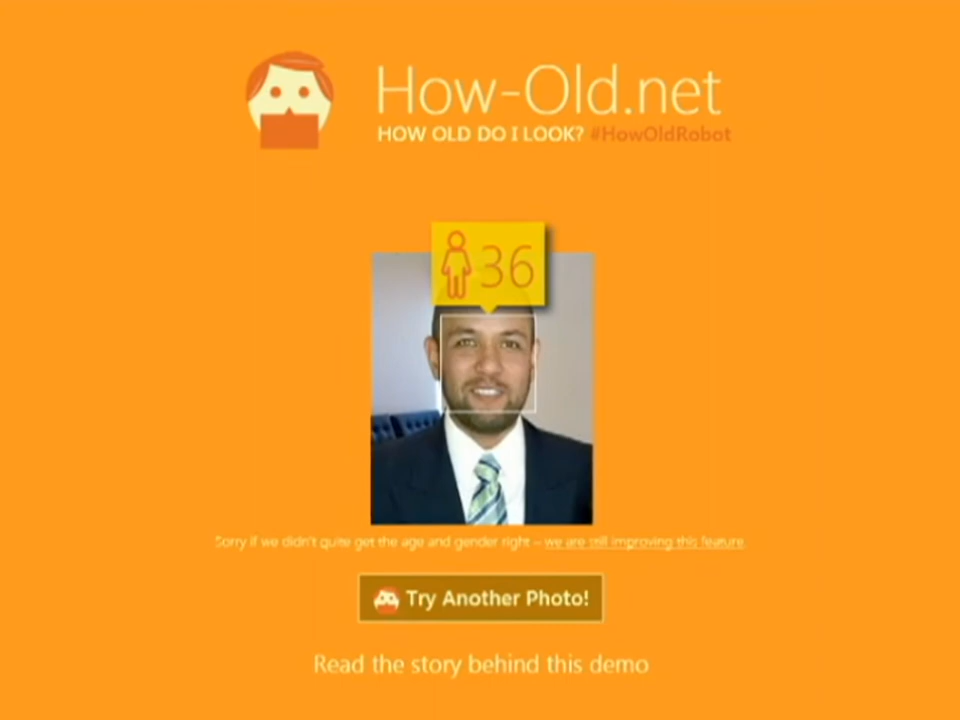 How-Old.net
HOW OLD DO I LOOK? #HowOldRobot
36
Sorry if we didn't quite get the age and gender right – we are still improving this feature.
Try Another Photo!
Read the story behind this demo